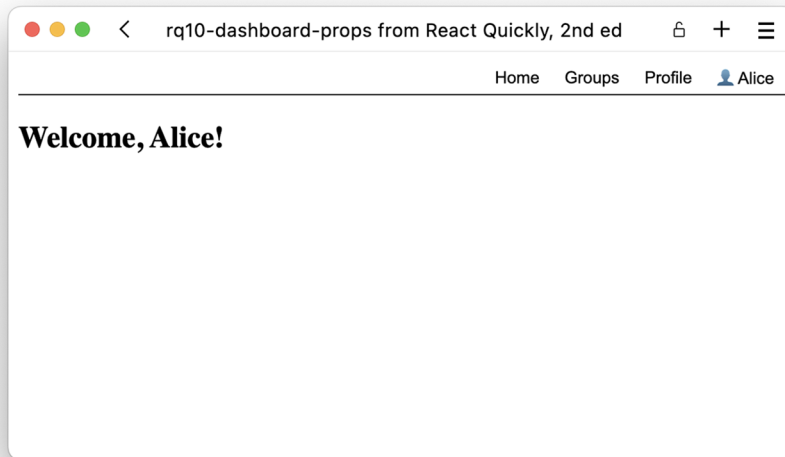 rq10-dashboard-props from React Quickly, 2nd ed
Home Groups Profile Alice
Welcome, Alice!